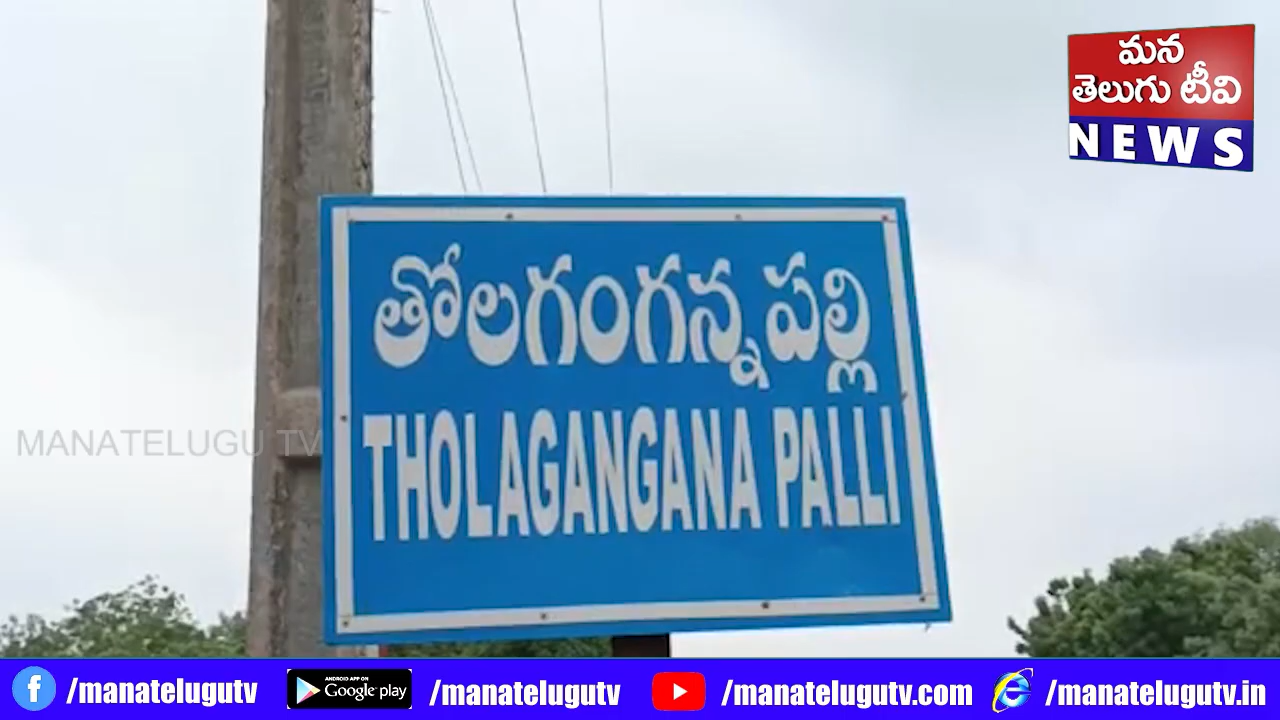 మన
తెలుగు టీవి
NEWS
తోలగంగన్నపల్లి
THOLAGANGANA PALLI
MANATELUGU TV
/manatelugutv
ANDROID APP ON
Google play
/manatelugutv
/manatelugutv.com
/manatelugutv.in